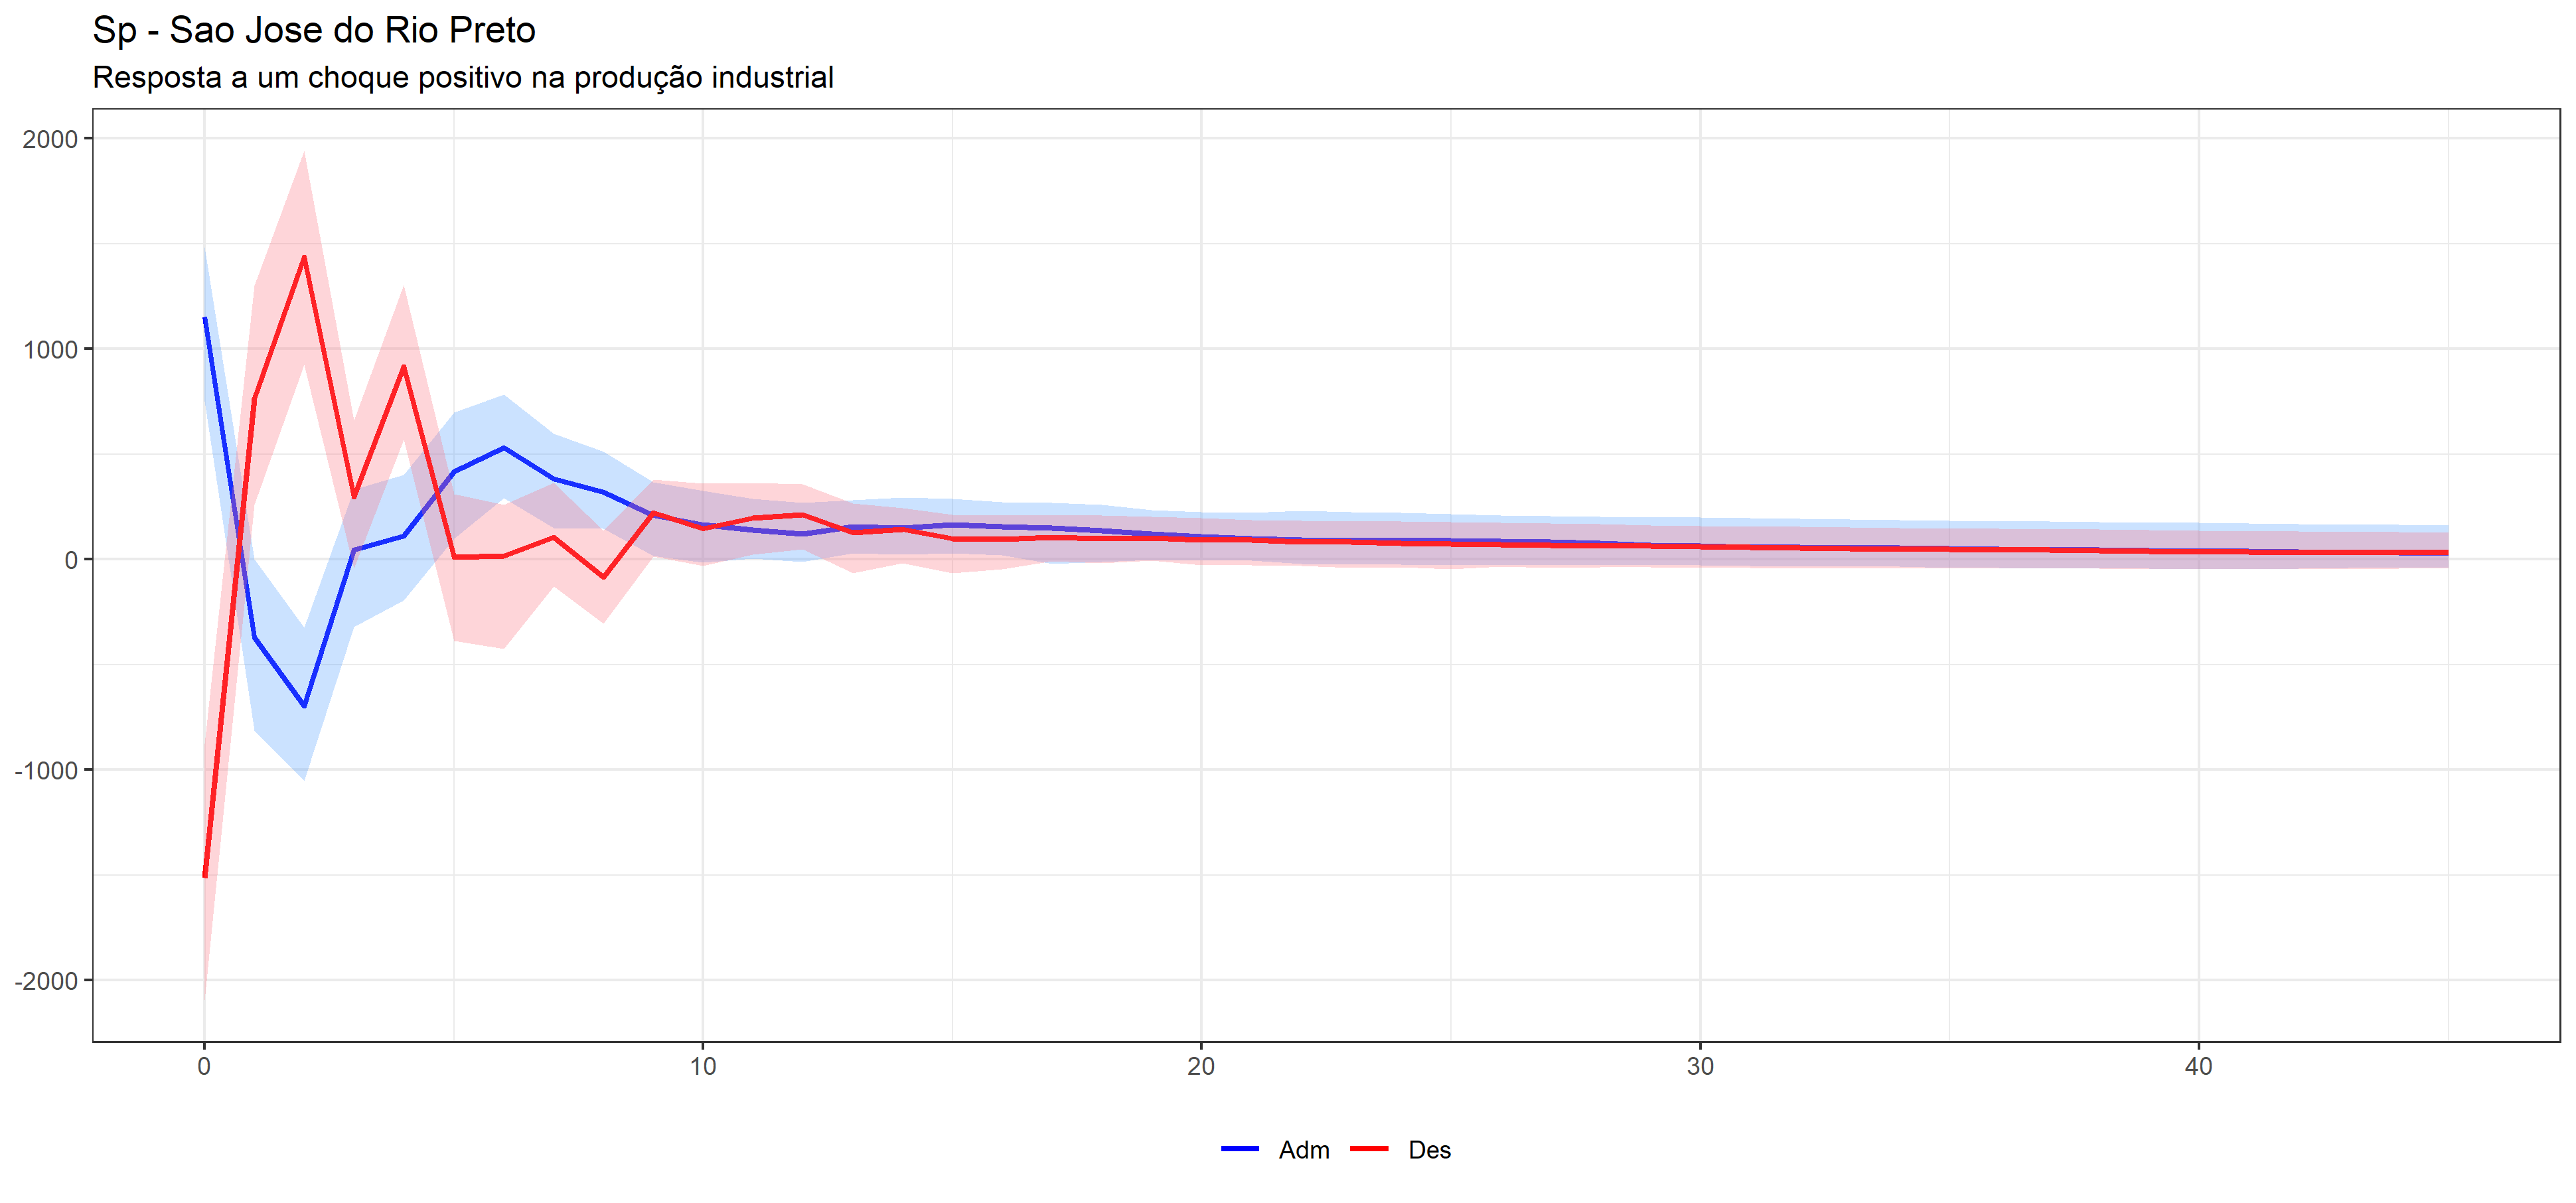 Sp - Sao Jose do Rio Preto
Resposta a um choque positivo na produção industrial
2000
1000
0
-1000
-2000
0 10 20 30 40
Adm Des